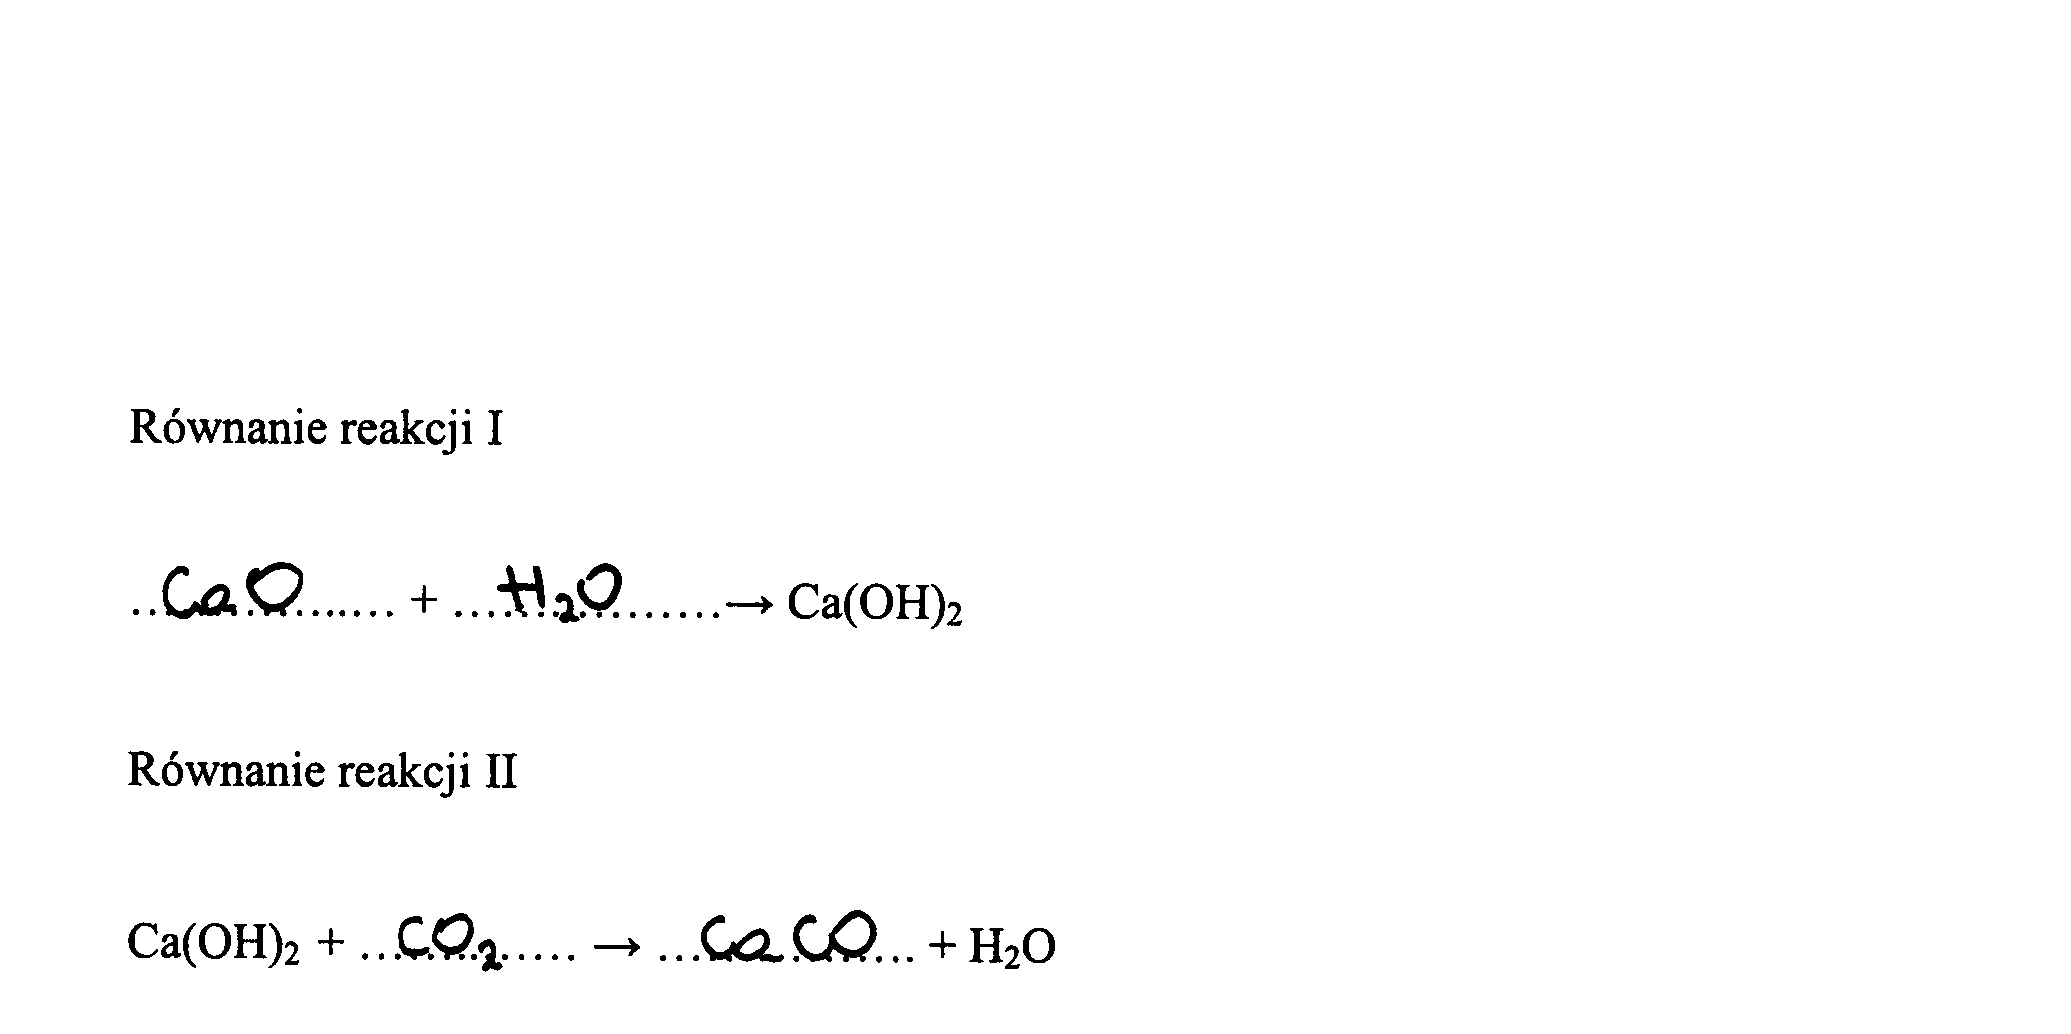 Równanie reakcji I
..CaO........ + ...H₂O.........→ Ca(OH)₂
Równanie reakcji II
Ca(OH)₂ + ...CO₂..... → ...CaCO... + H₂O